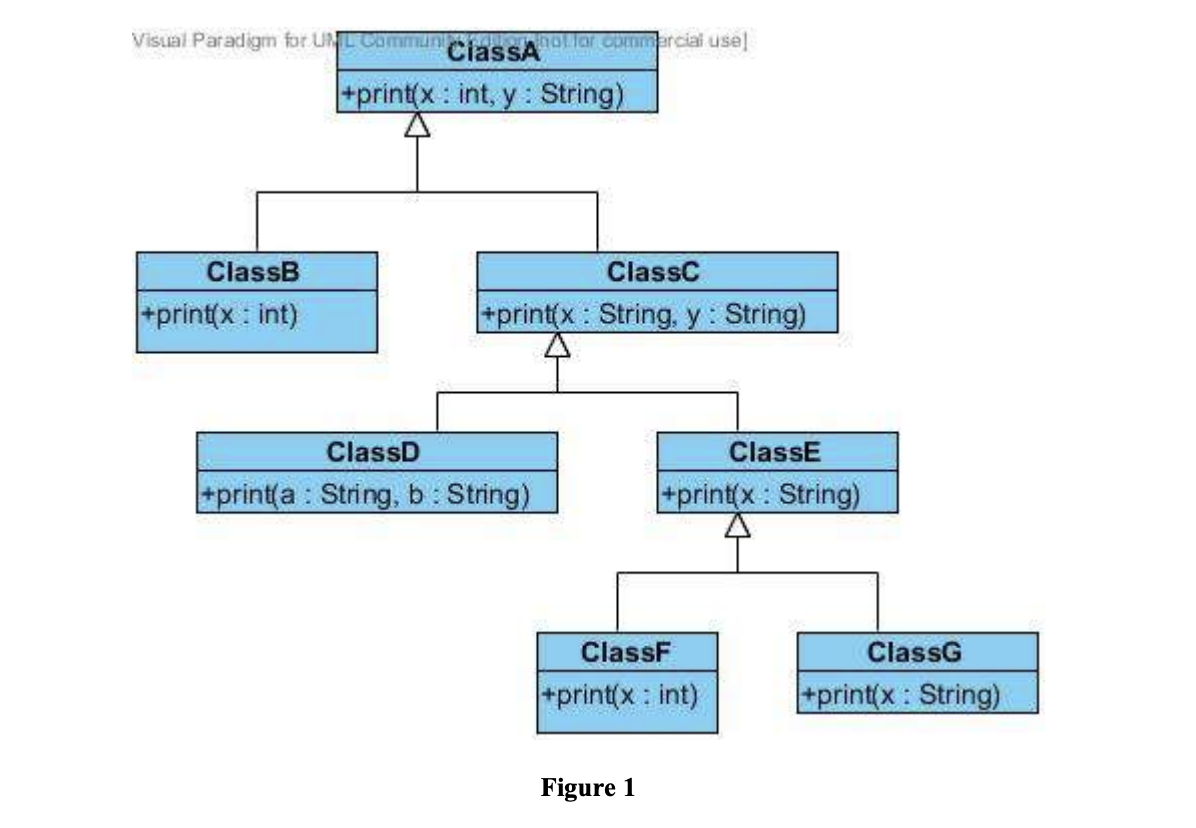 Visual Paradigm for UML Community Edition [not for commercial use]
ClassA
+print(x : int, y : String)
ClassB
+print(x : int)
ClassC
+print(x : String, y : String)
ClassD
+print(a : String, b : String)
ClassE
+print(x : String)
ClassF
+print(x : int)
ClassG
+print(x : String)
Figure 1